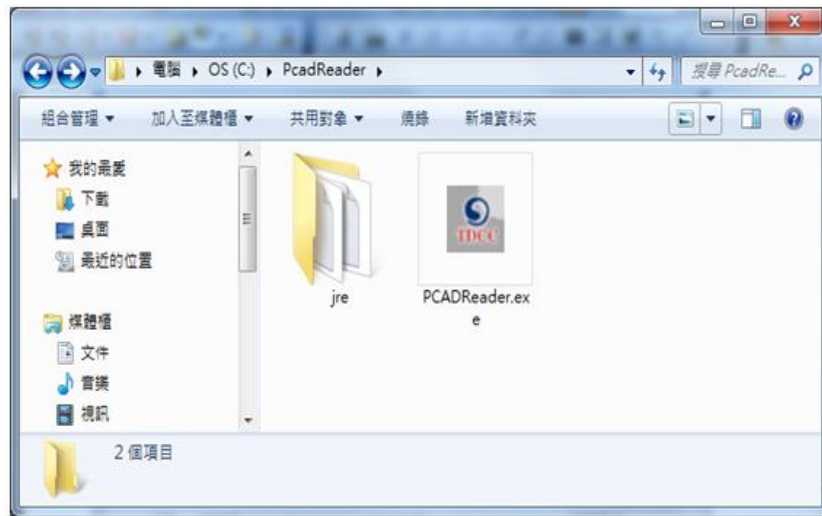 電腦 ▸ OS (C:) ▸ PcadReader ▸
搜尋 PcadRe...
組合管理 ▼ 加入至媒體櫃 ▼ 共用對象 ▼ 燒錄 新增資料夾
我的最愛
下載
桌面
最近的位置
媒體櫃
文件
音樂
視訊
TDCC
jre
PCADReader.ex
e
2 個項目